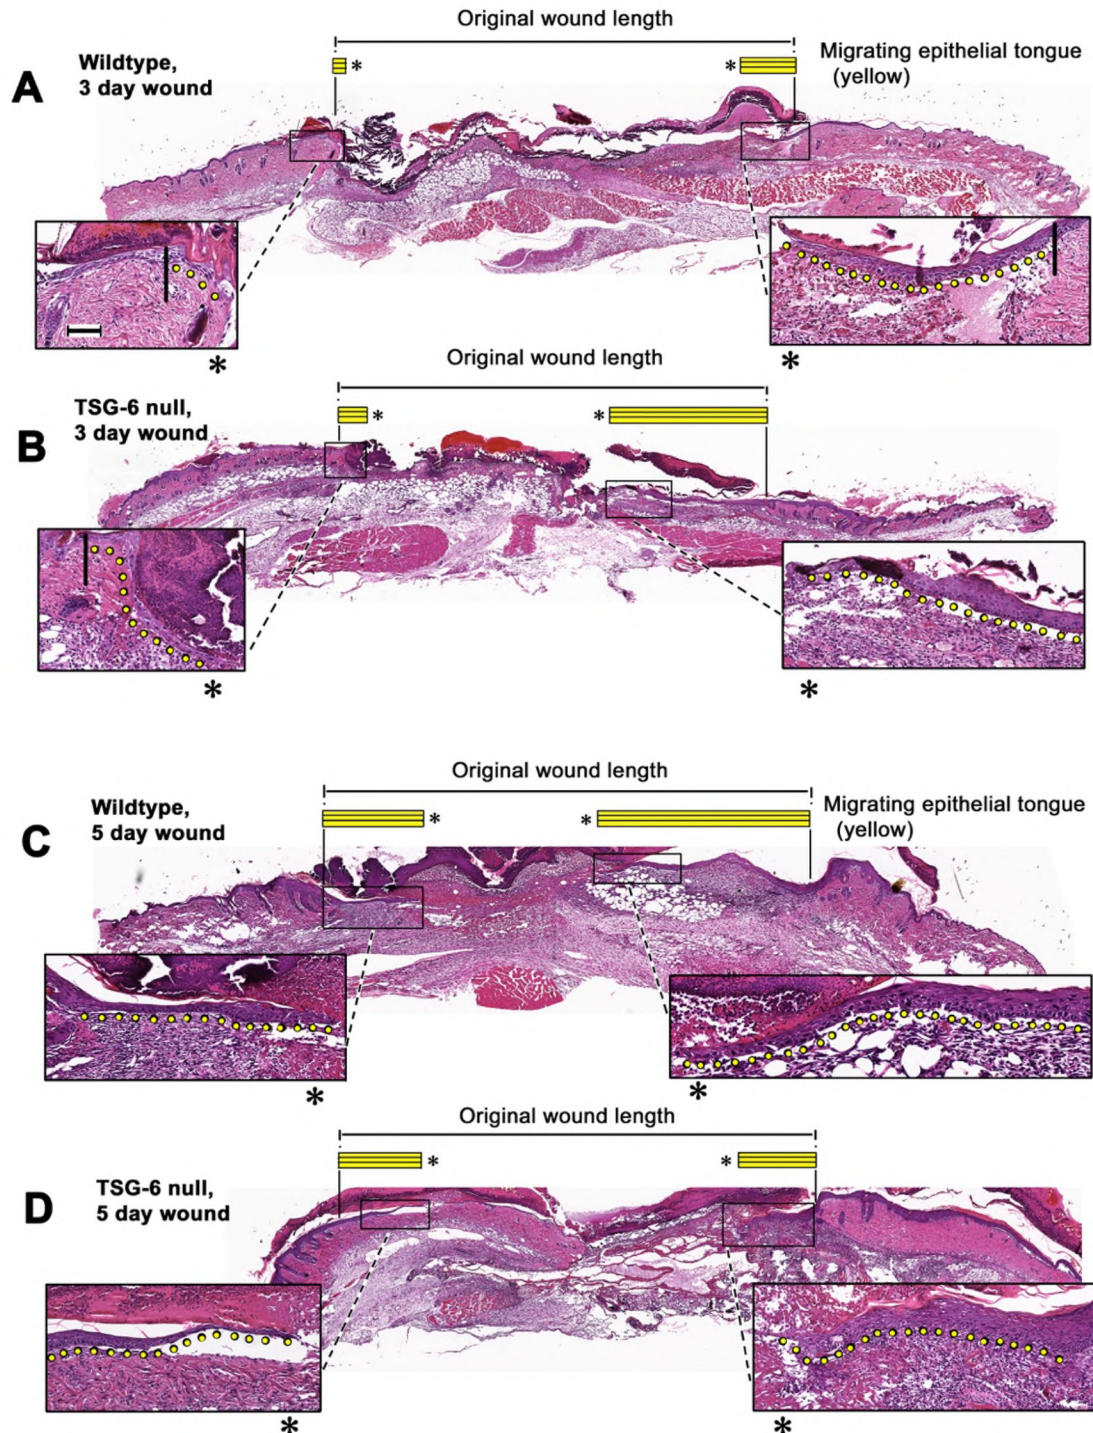 Original wound length
A
Wildtype,
3 day wound
*
*
Migrating epithelial tongue
(yellow)
*
*
Original wound length
B
TSG-6 null,
3 day wound
*
*
*
*
Original wound length
C
Wildtype,
5 day wound
*
*
Migrating epithelial tongue
(yellow)
*
*
Original wound length
D
TSG-6 null,
5 day wound
*
*
*
*